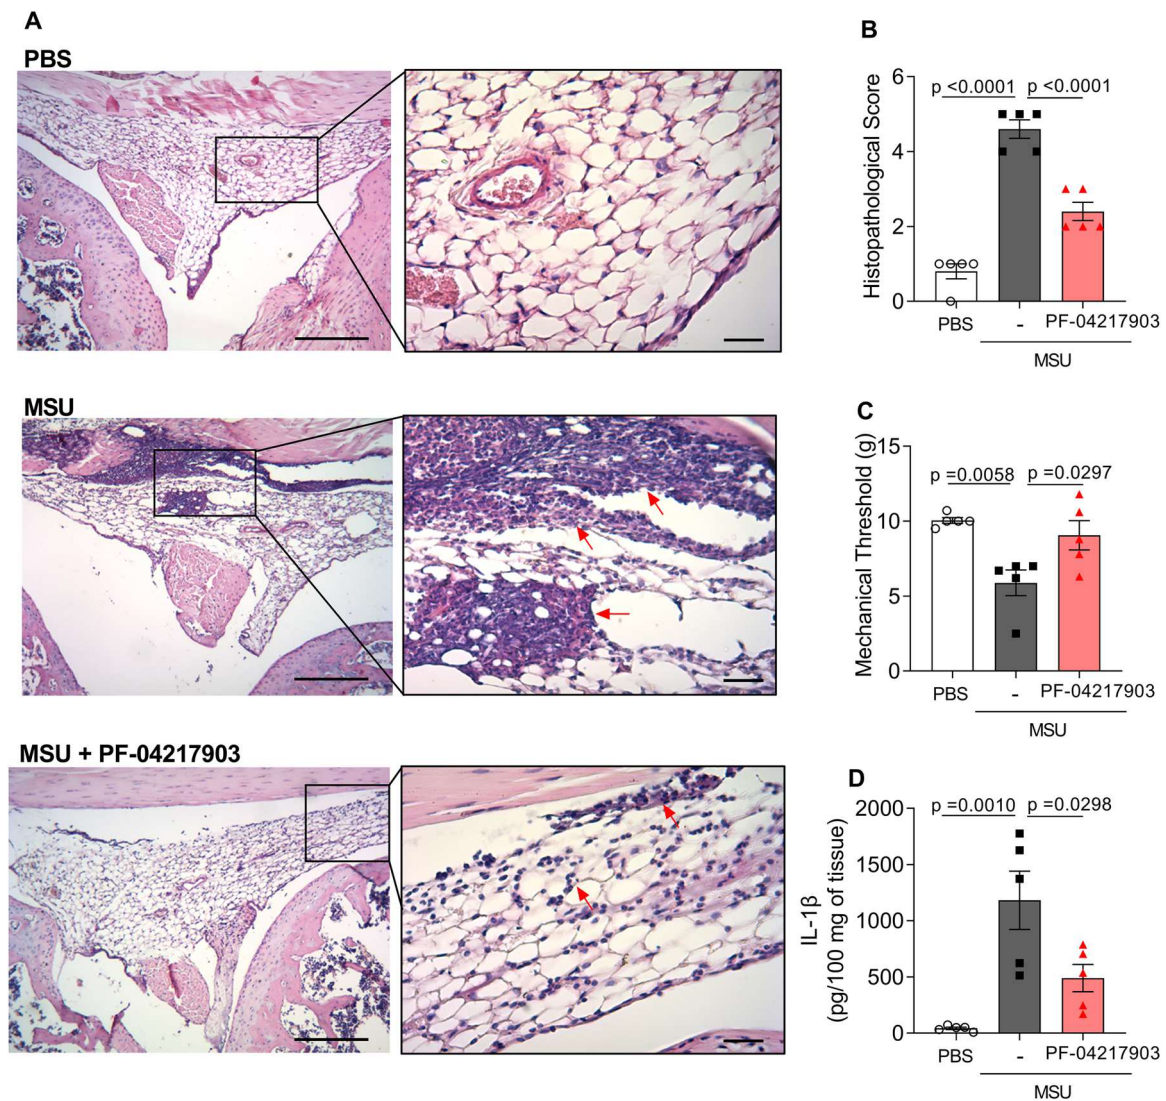 A
PBS
MSU
MSU + PF-04217903
B
Histopathological Score
6
4
2
0
p <0.0001
p <0.0001
PBS
-
PF-04217903
MSU
C
Mechanical Threshold (g)
15
10
5
0
p =0.0058
p =0.0297
PBS
-
PF-04217903
MSU
D
IL-1β
(pg/100 mg of tissue)
2000
1500
1000
500
0
p =0.0010
p =0.0298
PBS
-
PF-04217903
MSU